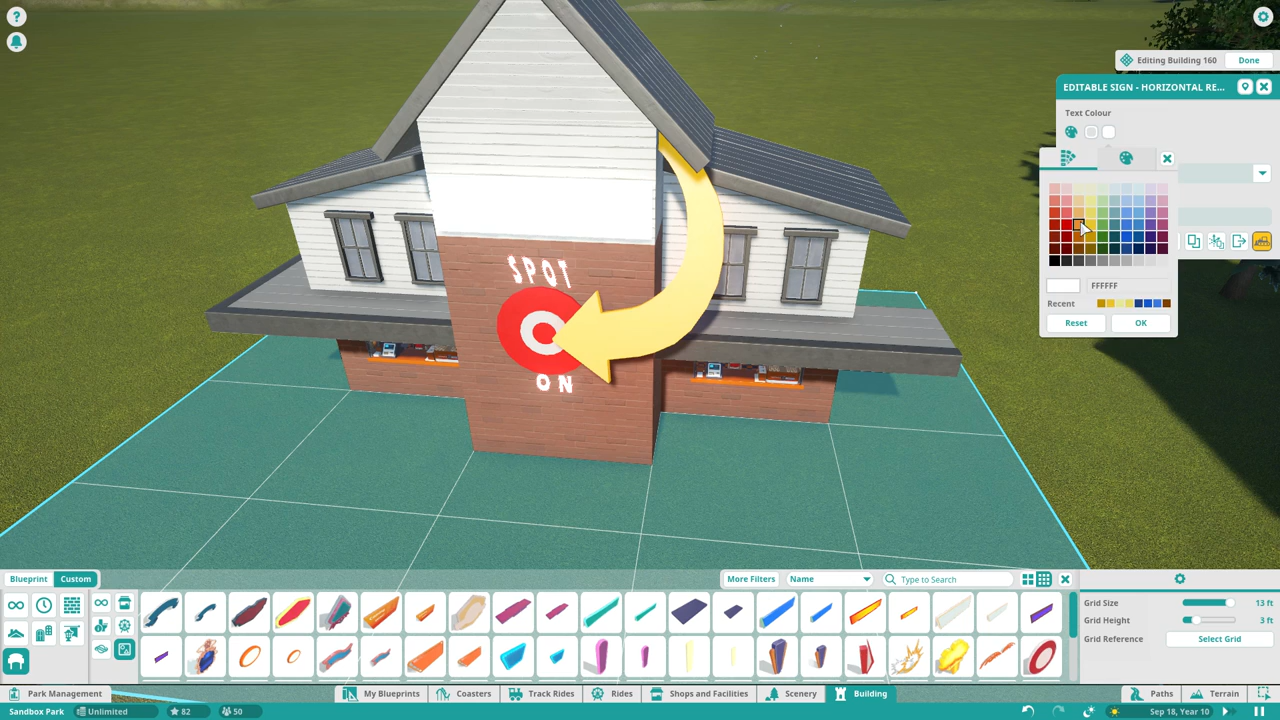 ?
Editing Building 160 Done
EDITABLE SIGN - HORIZONTAL RE...
Text Colour
FFFFFF
Recent
Reset OK
SPOT
ON
Blueprint Custom More Filters Name Type to Search
Grid Size 13 ft
Grid Height 3 ft
Grid Reference Select Grid
Park Management My Blueprints Coasters Track Rides Rides Shops and Facilities Scenery Building Paths Terrain
Sandbox Park Unlimited 82 50 Sep 18, Year 10